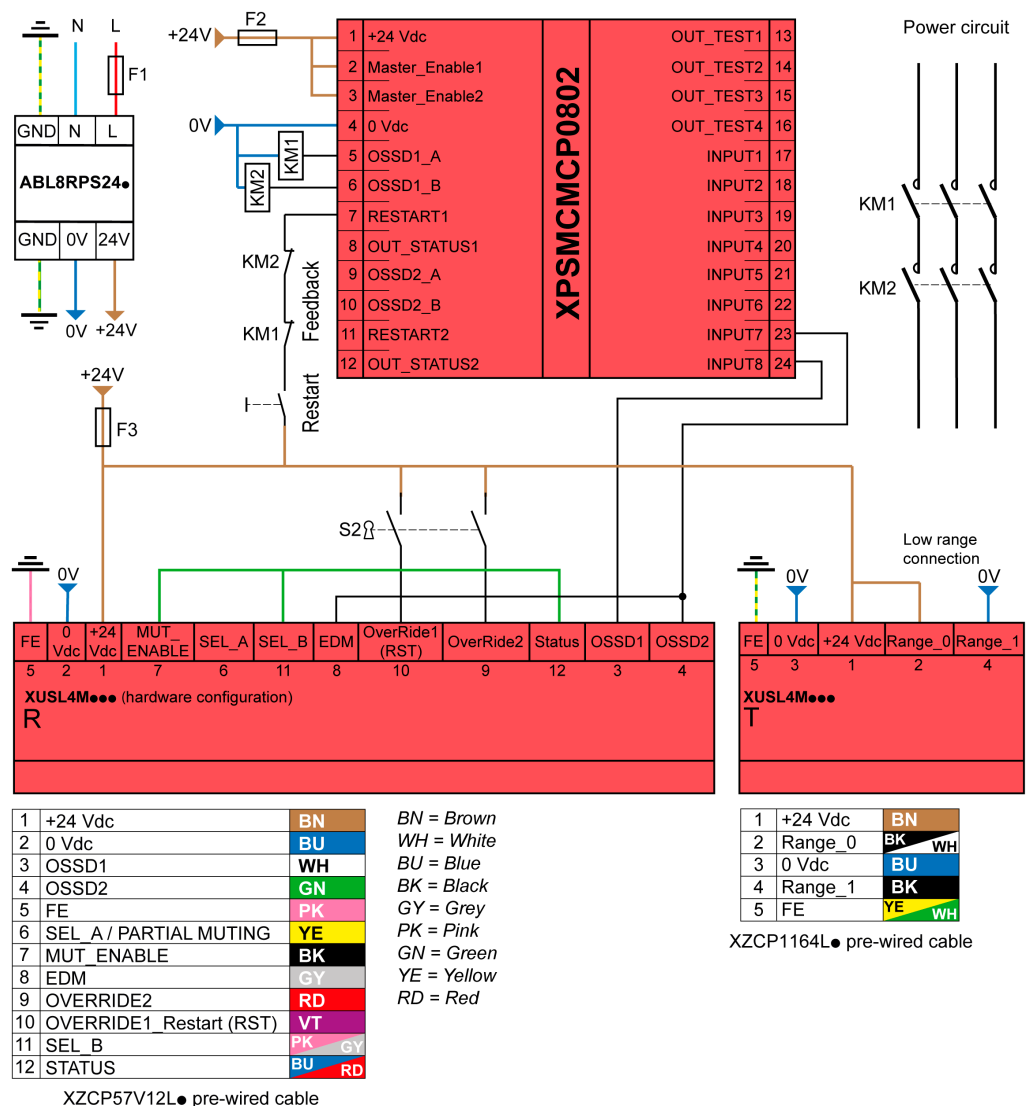 N L
F1
GND N L
ABL8RPS24●
GND 0V 24V
0V +24V
+24V F2
0V
KM1
KM2
1 +24 Vdc
2 Master_Enable1
3 Master_Enable2
4 0 Vdc
5 OSSD1_A
6 OSSD1_B
7 RESTART1
8 OUT_STATUS1
9 OSSD2_A
10 OSSD2_B
11 RESTART2
12 OUT_STATUS2
XPSMCMCP0802
OUT_TEST1 13
OUT_TEST2 14
OUT_TEST3 15
OUT_TEST4 16
INPUT1 17
INPUT2 18
INPUT3 19
INPUT4 20
INPUT5 21
INPUT6 22
INPUT7 23
INPUT8 24
Power circuit
KM1
KM2
KM2
KM1
Feedback
Restart
+24V
F3
S2
0V
Low range
connection
0V
0V
FE 0 Vdc +24 Vdc MUT_ENABLE SEL_A SEL_B EDM OverRide1 (RST) OverRide2 Status OSSD1 OSSD2
5 2 1 7 6 11 8 10 9 12 3 4
XUSL4M●●● (hardware configuration)
R
FE 0 Vdc +24 Vdc Range_0 Range_1
5 3 1 2 4
XUSL4M●●●
T
1 +24 Vdc BN
2 0 Vdc BU
3 OSSD1 WH
4 OSSD2 GN
5 FE PK
6 SEL_A / PARTIAL MUTING YE
7 MUT_ENABLE BK
8 EDM GY
9 OVERRIDE2 RD
10 OVERRIDE1_Restart (RST) VT
11 SEL_B PK GY
12 STATUS BU RD
XZCP57V12L● pre-wired cable
BN = Brown
WH = White
BU = Blue
BK = Black
GY = Grey
PK = Pink
GN = Green
YE = Yellow
RD = Red
1 +24 Vdc BN
2 Range_0 BK WH
3 0 Vdc BU
4 Range_1 BK
5 FE YE WH
XZCP1164L● pre-wired cable